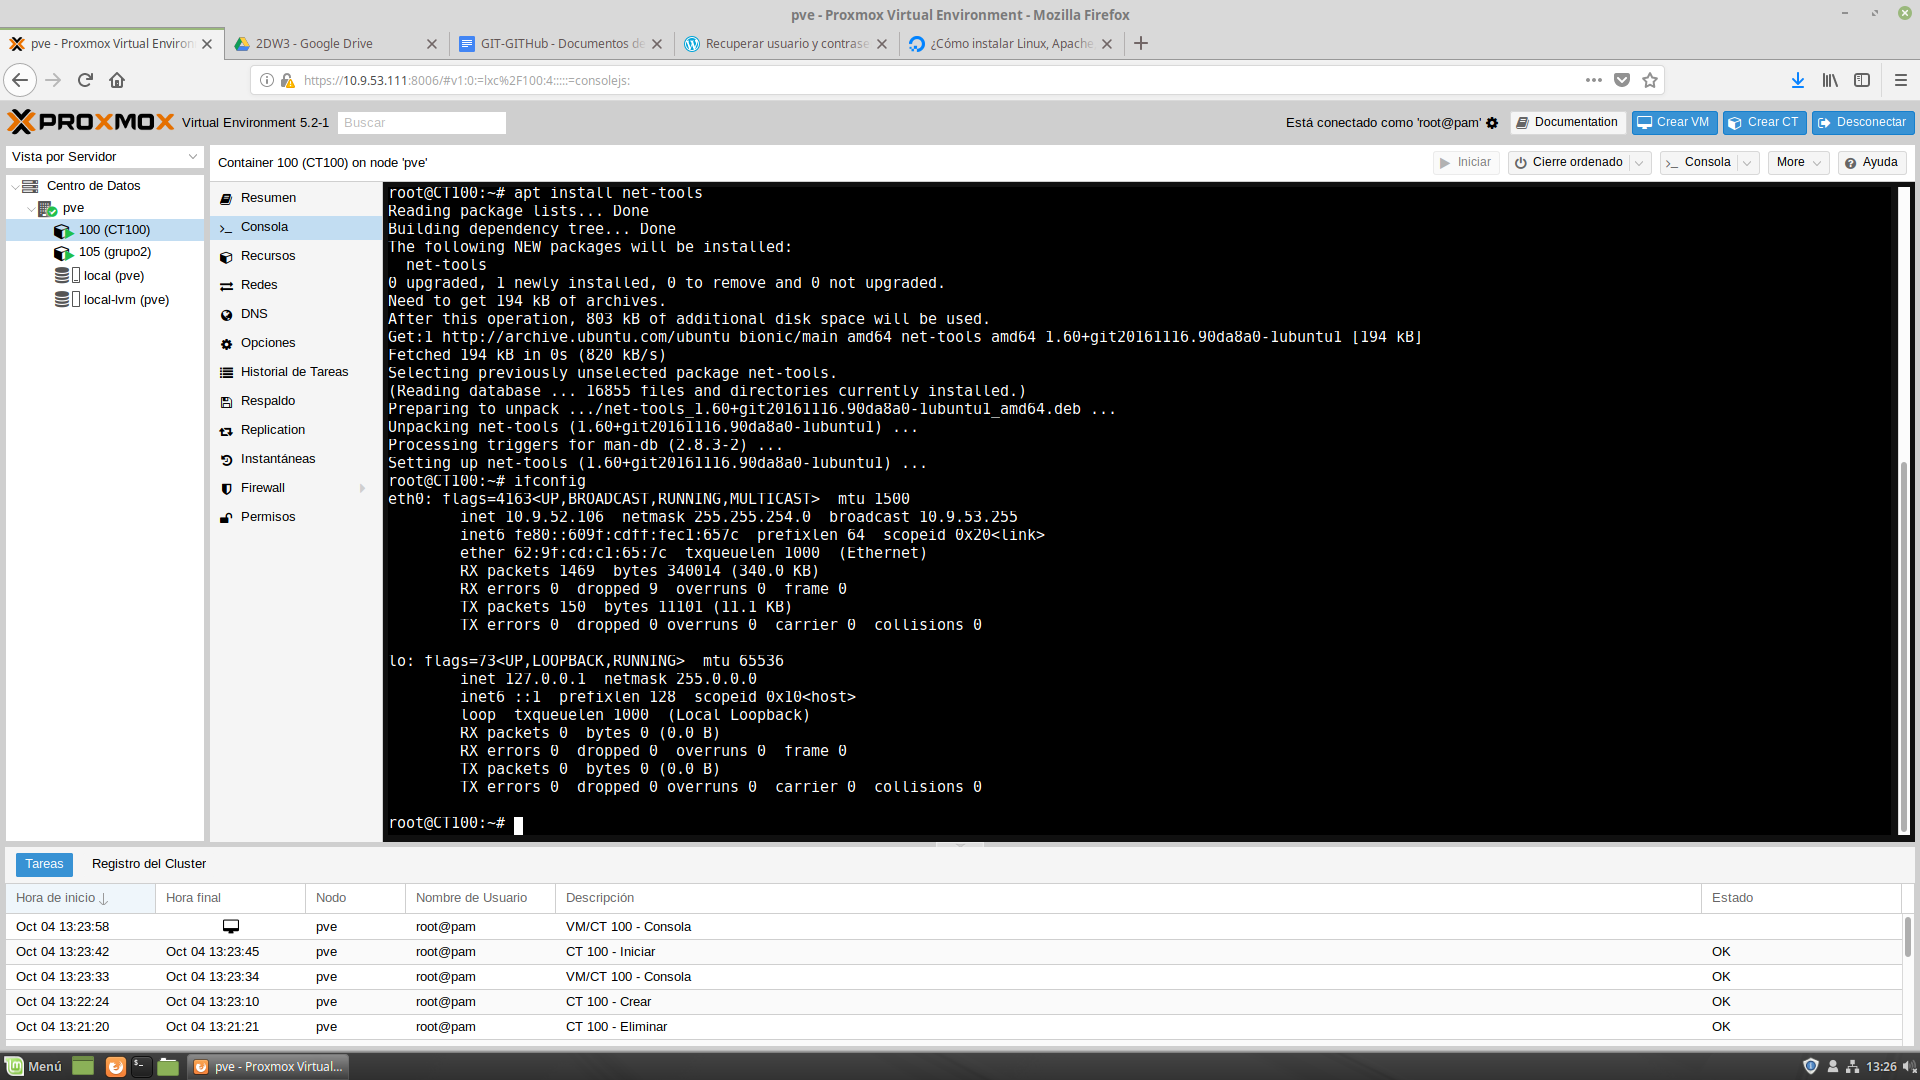 pve - Proxmox Virtual Environment - Mozilla Firefox
pve - Proxmox Virtual Environ
2DW3 - Google Drive
GIT-GITHub - Documentos de
Recuperar usuario y contrase
¿Cómo instalar Linux, Apache
https://10.9.53.111:8006/#v1:0:=lxc%2F100:4:::::=consolejs:
PROXMOX Virtual Environment 5.2-1
Buscar
Está conectado como 'root@pam'
Documentation
Crear VM
Crear CT
Desconectar
Vista por Servidor
Container 100 (CT100) on node 'pve'
Iniciar
Cierre ordenado
Consola
More
Ayuda
Centro de Datos
pve
100 (CT100)
105 (grupo2)
local (pve)
local-lvm (pve)
Resumen
Consola
Recursos
Redes
DNS
Opciones
Historial de Tareas
Respaldo
Replication
Instantáneas
Firewall
Permisos
root@CT100:~# apt install net-tools
Reading package lists... Done
Building dependency tree... Done
The following NEW packages will be installed:
  net-tools
0 upgraded, 1 newly installed, 0 to remove and 0 not upgraded.
Need to get 194 kB of archives.
After this operation, 803 kB of additional disk space will be used.
Get:1 http://archive.ubuntu.com/ubuntu bionic/main amd64 net-tools amd64 1.60+git20161116.90da8a0-1ubuntu1 [194 kB]
Fetched 194 kB in 0s (820 kB/s)
Selecting previously unselected package net-tools.
(Reading database ... 16855 files and directories currently installed.)
Preparing to unpack .../net-tools_1.60+git20161116.90da8a0-1ubuntu1_amd64.deb ...
Unpacking net-tools (1.60+git20161116.90da8a0-1ubuntu1) ...
Processing triggers for man-db (2.8.3-2) ...
Setting up net-tools (1.60+git20161116.90da8a0-1ubuntu1) ...
root@CT100:~# ifconfig
eth0: flags=4163<UP,BROADCAST,RUNNING,MULTICAST>  mtu 1500
        inet 10.9.52.106  netmask 255.255.254.0  broadcast 10.9.53.255
        inet6 fe80::609f:cdff:fec1:657c  prefixlen 64  scopeid 0x20<link>
        ether 62:9f:cd:c1:65:7c  txqueuelen 1000  (Ethernet)
        RX packets 1469  bytes 340014 (340.0 KB)
        RX errors 0  dropped 9  overruns 0  frame 0
        TX packets 150  bytes 11101 (11.1 KB)
        TX errors 0  dropped 0 overruns 0  carrier 0  collisions 0
lo: flags=73<UP,LOOPBACK,RUNNING>  mtu 65536
        inet 127.0.0.1  netmask 255.0.0.0
        inet6 ::1  prefixlen 128  scopeid 0x10<host>
        loop  txqueuelen 1000  (Local Loopback)
        RX packets 0  bytes 0 (0.0 B)
        RX errors 0  dropped 0  overruns 0  frame 0
        TX packets 0  bytes 0 (0.0 B)
        TX errors 0  dropped 0 overruns 0  carrier 0  collisions 0
root@CT100:~#
Tareas
Registro del Cluster
Hora de inicio Hora final Nodo Nombre de Usuario Descripción Estado
Oct 04 13:23:58 pve root@pam VM/CT 100 - Consola
Oct 04 13:23:42 Oct 04 13:23:45 pve root@pam CT 100 - Iniciar OK
Oct 04 13:23:33 Oct 04 13:23:34 pve root@pam VM/CT 100 - Consola OK
Oct 04 13:22:24 Oct 04 13:23:10 pve root@pam CT 100 - Crear OK
Oct 04 13:21:20 Oct 04 13:21:21 pve root@pam CT 100 - Eliminar OK
Menú
pve - Proxmox Virtual...
13:26